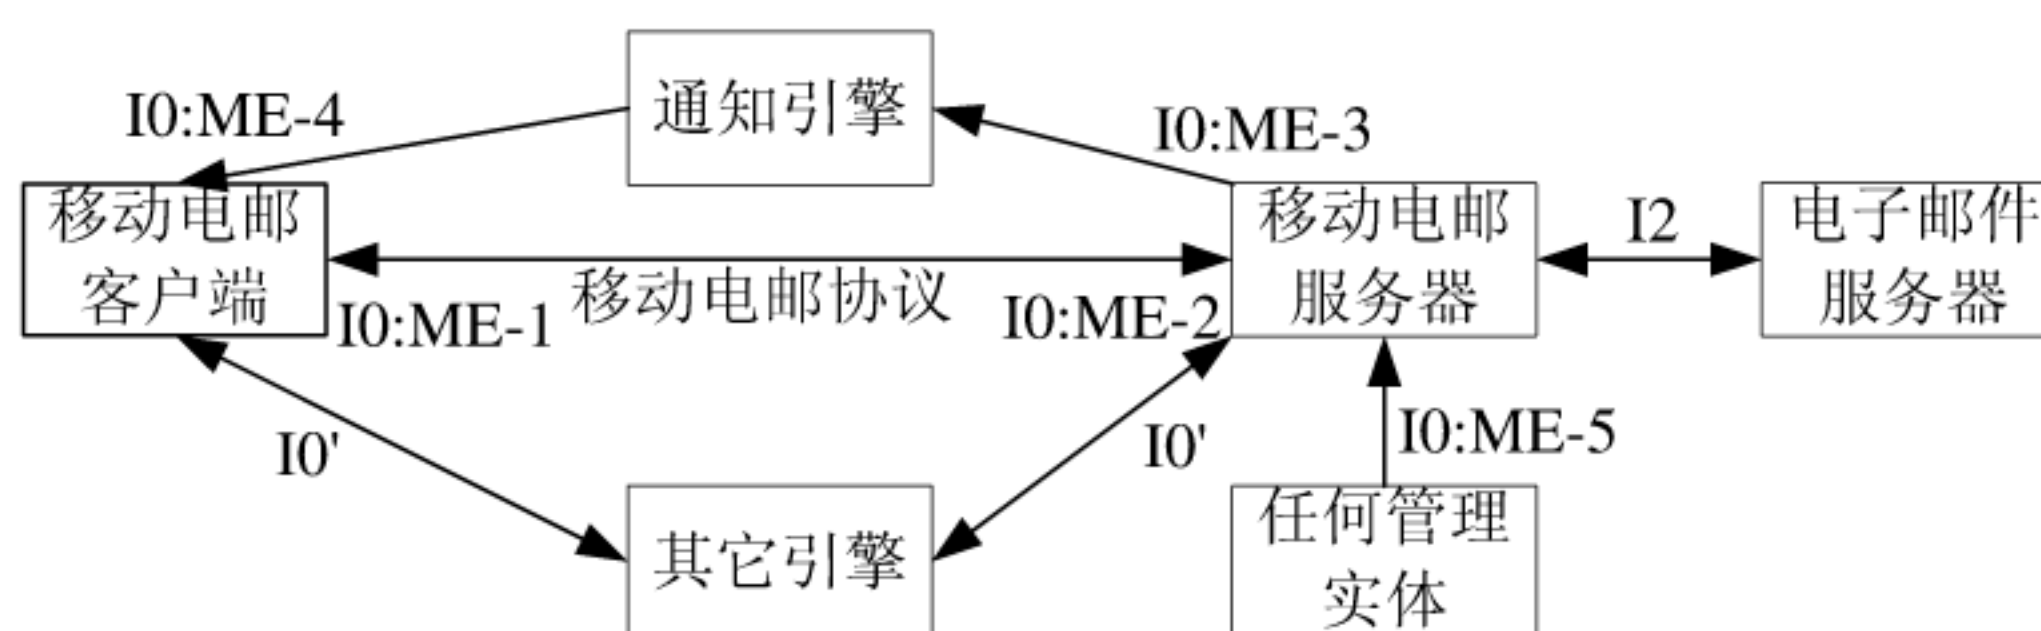 通知引擎
I0:ME-4
I0:ME-3
移动电邮
客户端
移动电邮
服务器
I2
电子邮件
服务器
移动电邮协议
I0:ME-1
I0:ME-2
I0'
I0'
I0:ME-5
其它引擎
任何管理
实体